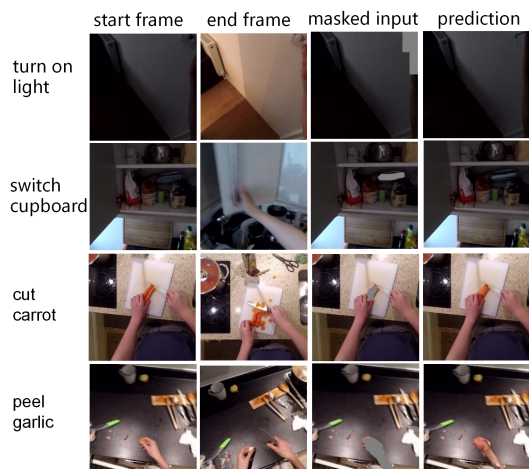 start frame end frame masked input prediction
turn on
light
switch
cupboard
cut
carrot
peel
garlic